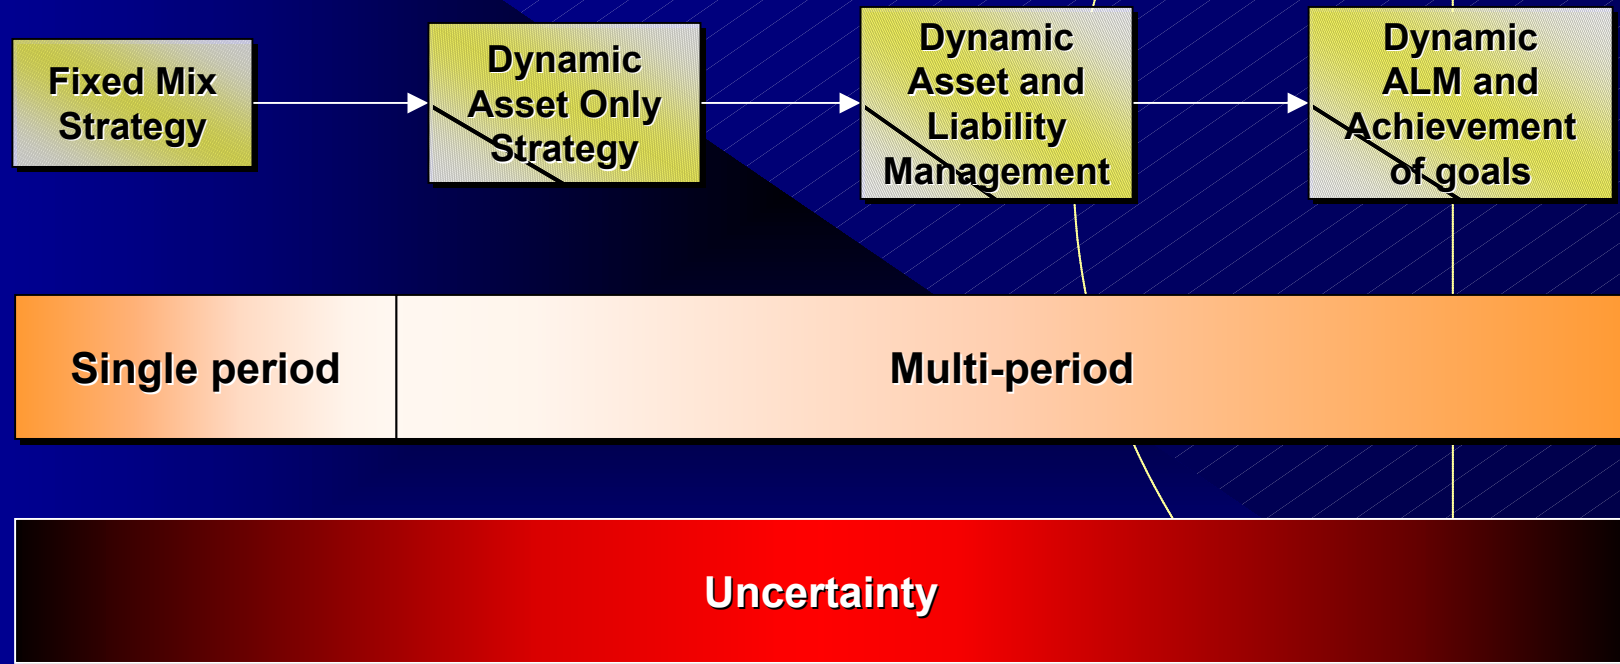 Fixed Mix
Strategy
Dynamic
Asset Only
Strategy
Dynamic
Asset and
Liability
Management
Dynamic
ALM and
Achievement
of goals
Single period
Multi-period
Uncertainty